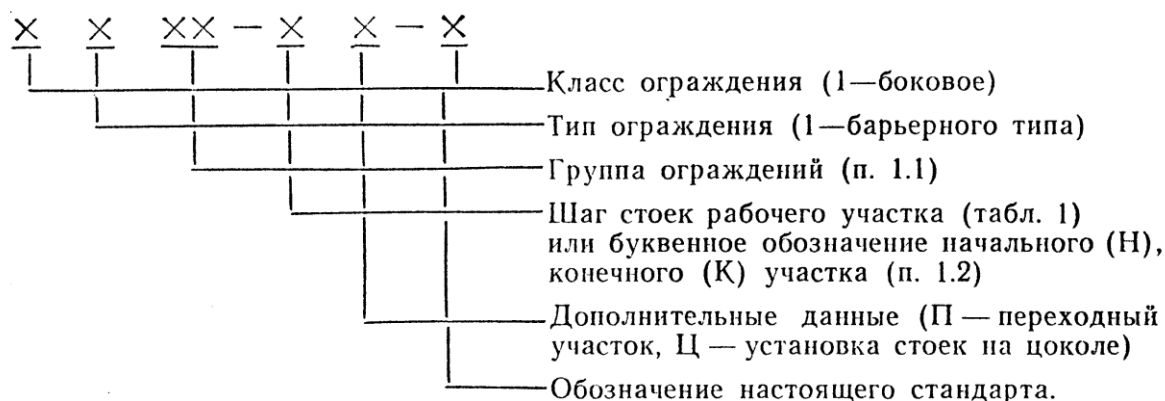 X X XX — X X — X
Класс ограждения (1—боковое)
Тип ограждения (1—барьерного типа)
Группа ограждений (п. 1.1)
Шаг стоек рабочего участка (табл. 1)
или буквенное обозначение начального (Н),
конечного (К) участка (п. 1.2)
Дополнительные данные (П — переходный
участок, Ц — установка стоек на цоколе)
Обозначение настоящего стандарта.